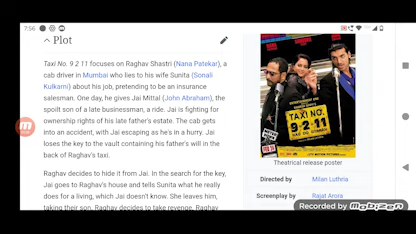 7:56
Plot
Taxi No. 9 2 11 focuses on Raghav Shastri (Nana Patekar), a
cab driver in Mumbai who lies to his wife Sunita (Sonali
Kulkarni) about his job, pretending to be an insurance
salesman. One day, he gives Jai Mittal (John Abraham), the
spoilt son of a late businessman, a ride. Jai is fighting for
ownership rights of his late father's estate. The cab gets
into an accident, with Jai escaping as he's in a hurry. Jai
loses the key to the vault containing his father's will in the
back of Raghav's taxi.
Raghav decides to hide it from Jai. In the search for the key,
Jai goes to Raghav's house and tells Sunita what he really
does for a living, which Jai doesn't know. She leaves him,
taking their son. Raghav decides to take revenge. Raghav
TAXI NO.
9·2·11
Theatrical release poster
Directed by Milan Luthria
Screenplay by Rajat Arora
Recorded by Mobizen